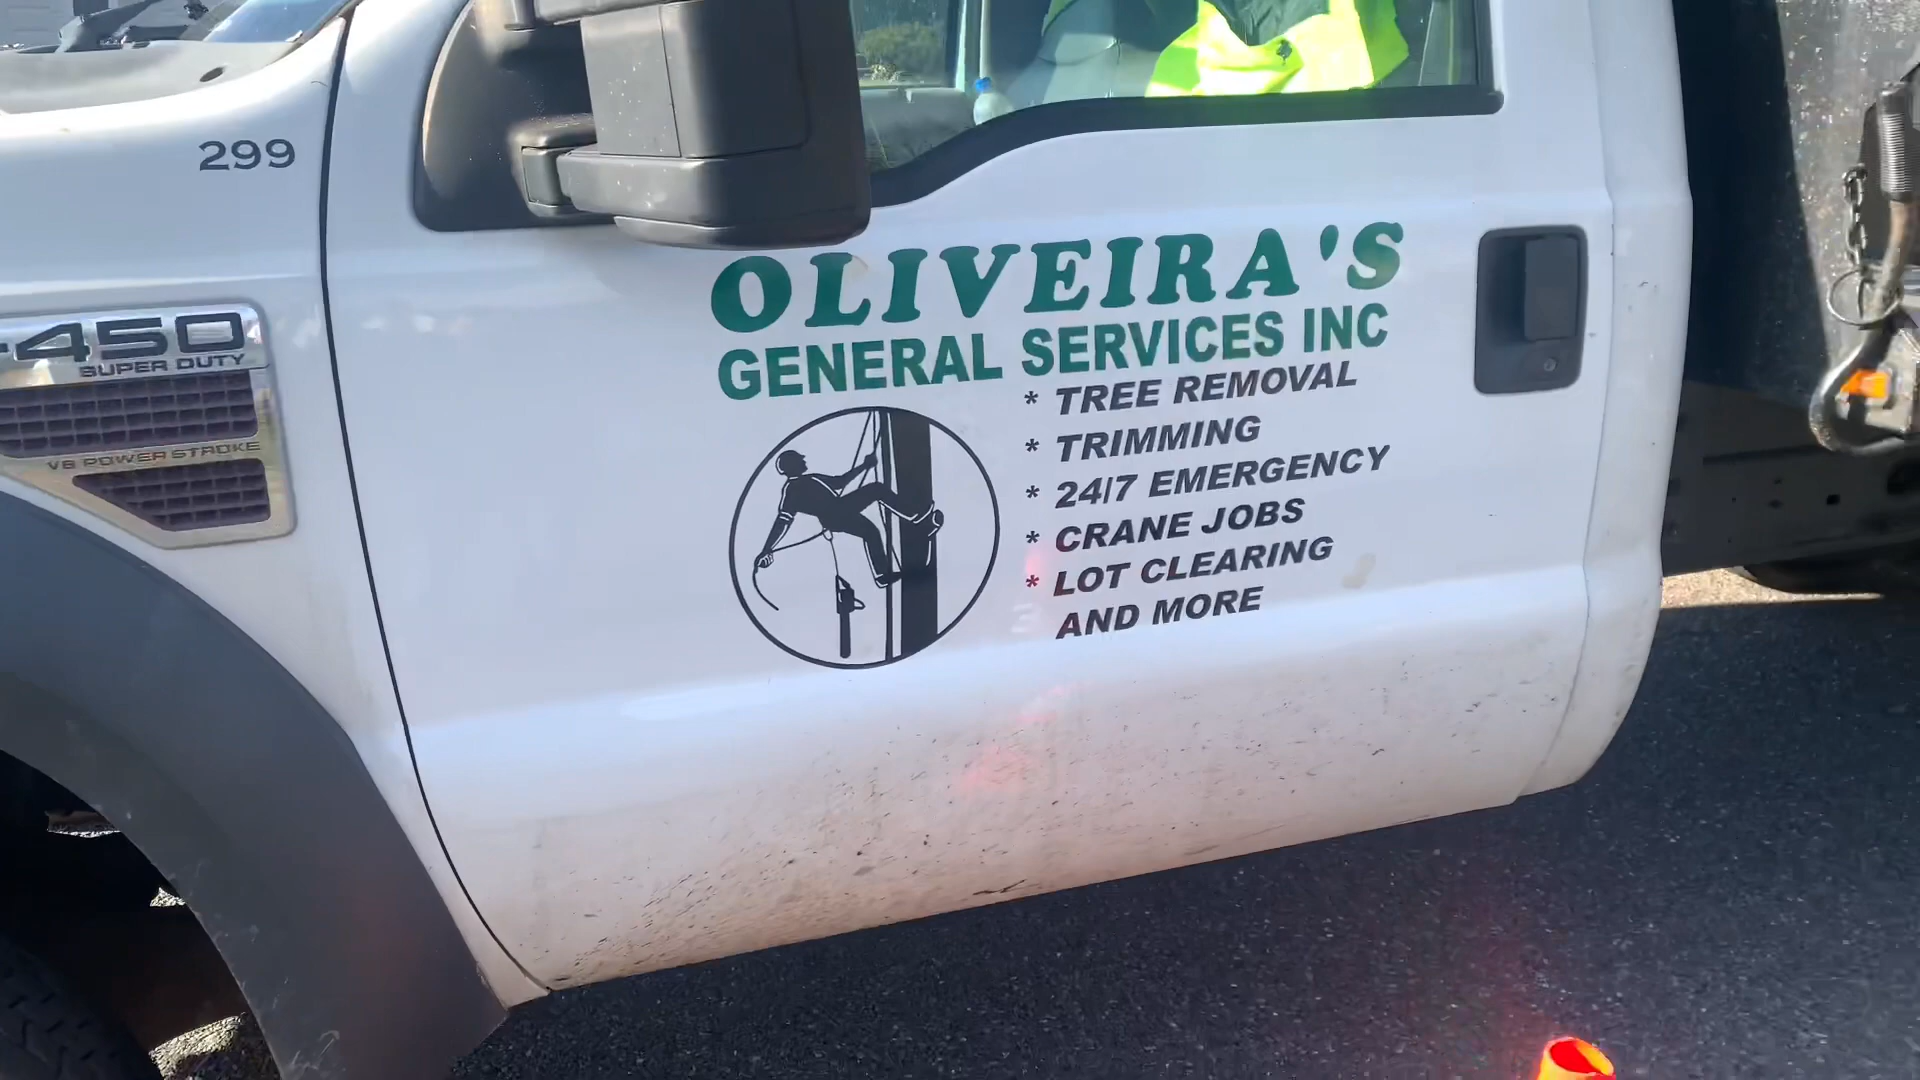 299
OLIVEIRA'S
GENERAL SERVICES INC
* TREE REMOVAL
* TRIMMING
* 24/7 EMERGENCY
* CRANE JOBS
* LOT CLEARING
AND MORE
-450
SUPER DUTY
V8 POWER STROKE